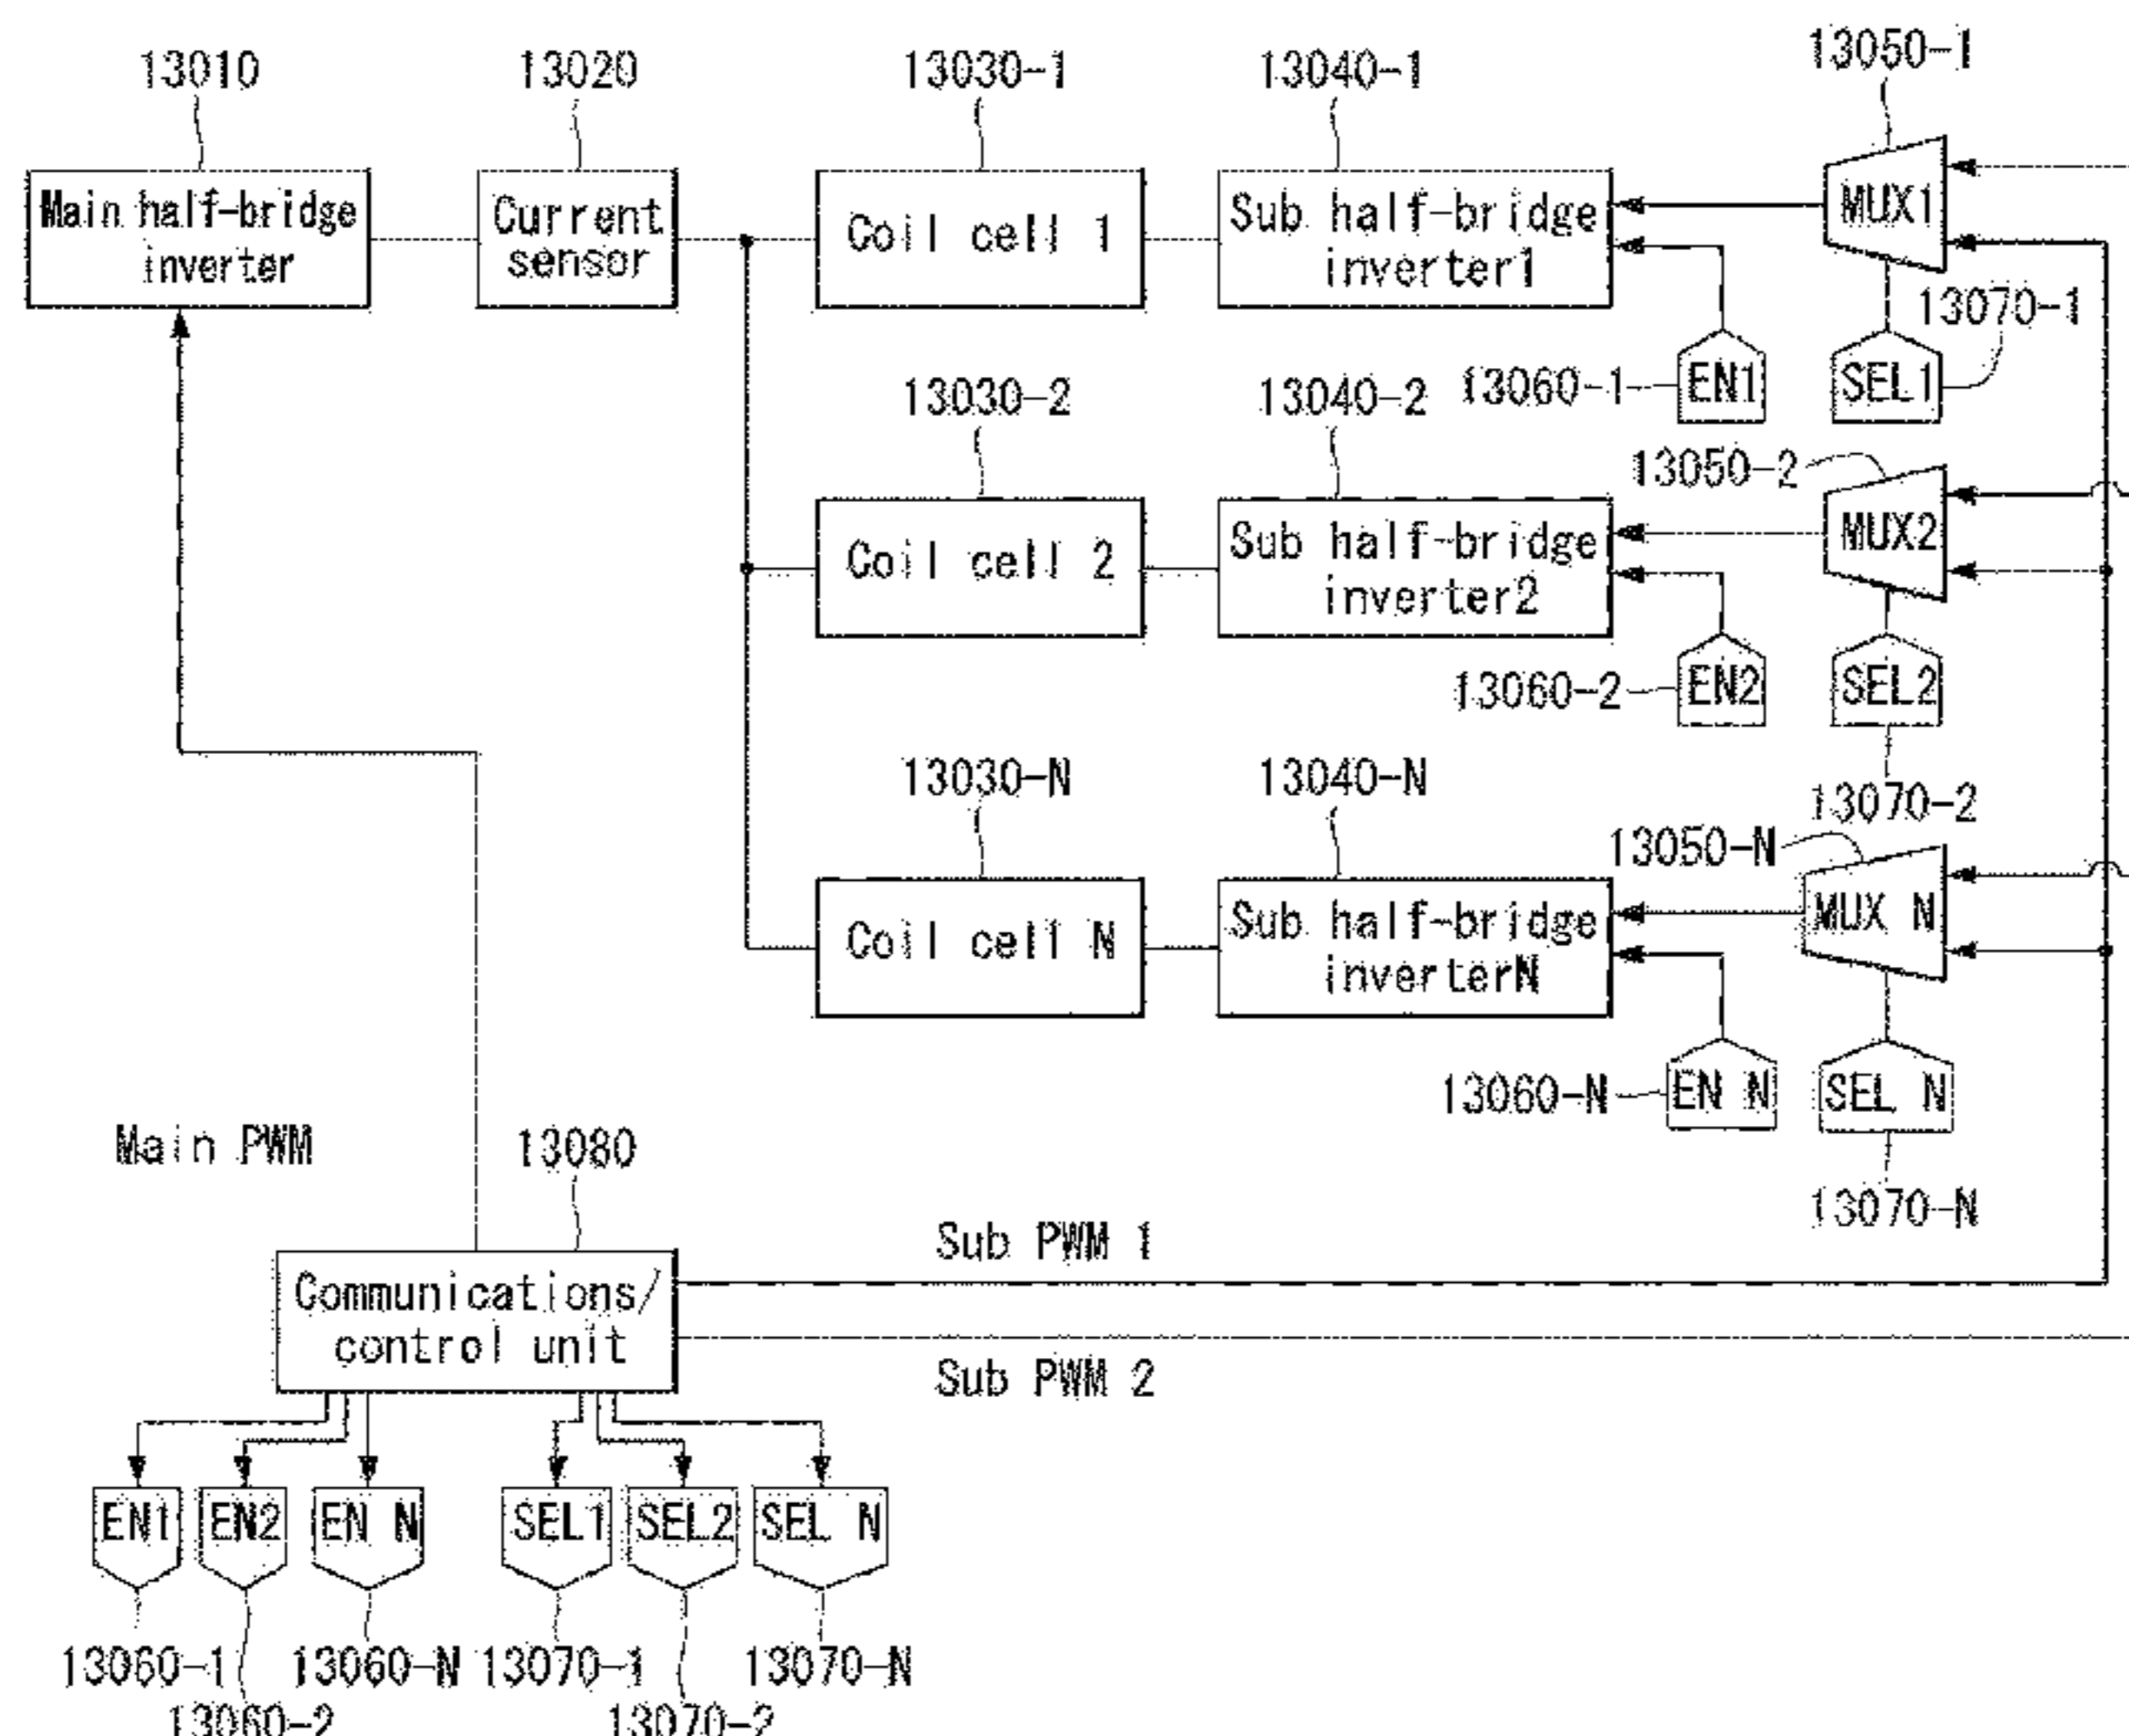 13010
13020
13030-1
13040-1
13050-1
Main half-bridge
inverter
Current
sensor
Coil cell 1
Sub half-bridge
inverter1
MUX1
13070-1
13060-1
EN1
SEL1
13030-2
13040-2
13050-2
Coil cell 2
Sub half-bridge
inverter2
MUX2
13060-2
EN2
SEL2
13070-2
13030-N
13040-N
13050-N
Coil cell N
Sub half-bridge
inverterN
MUX N
13060-N
EN N
SEL N
13070-N
Main PWM
13080
Communications/
control unit
Sub PWM 1
Sub PWM 2
EN1
EN2
EN N
SEL1
SEL2
SEL N
13060-1
13060-N
13070-1
13070-N
13060-2
13070-2